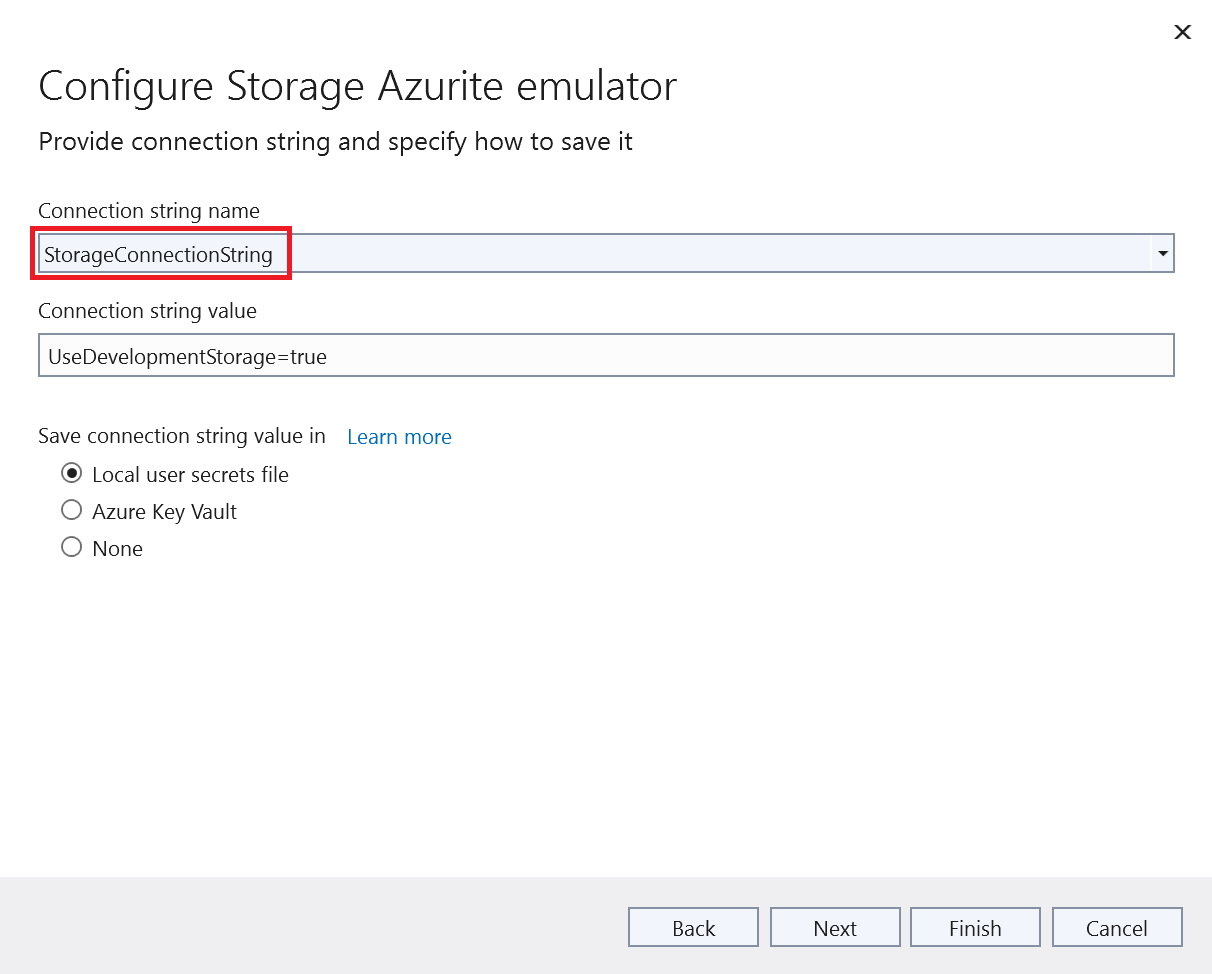 Configure Storage Azurite emulator
Provide connection string and specify how to save it
Connection string name
StorageConnectionString
Connection string value
UseDevelopmentStorage=true
Save connection string value in Learn more
Local user secrets file
Azure Key Vault
None
Back Next Finish Cancel